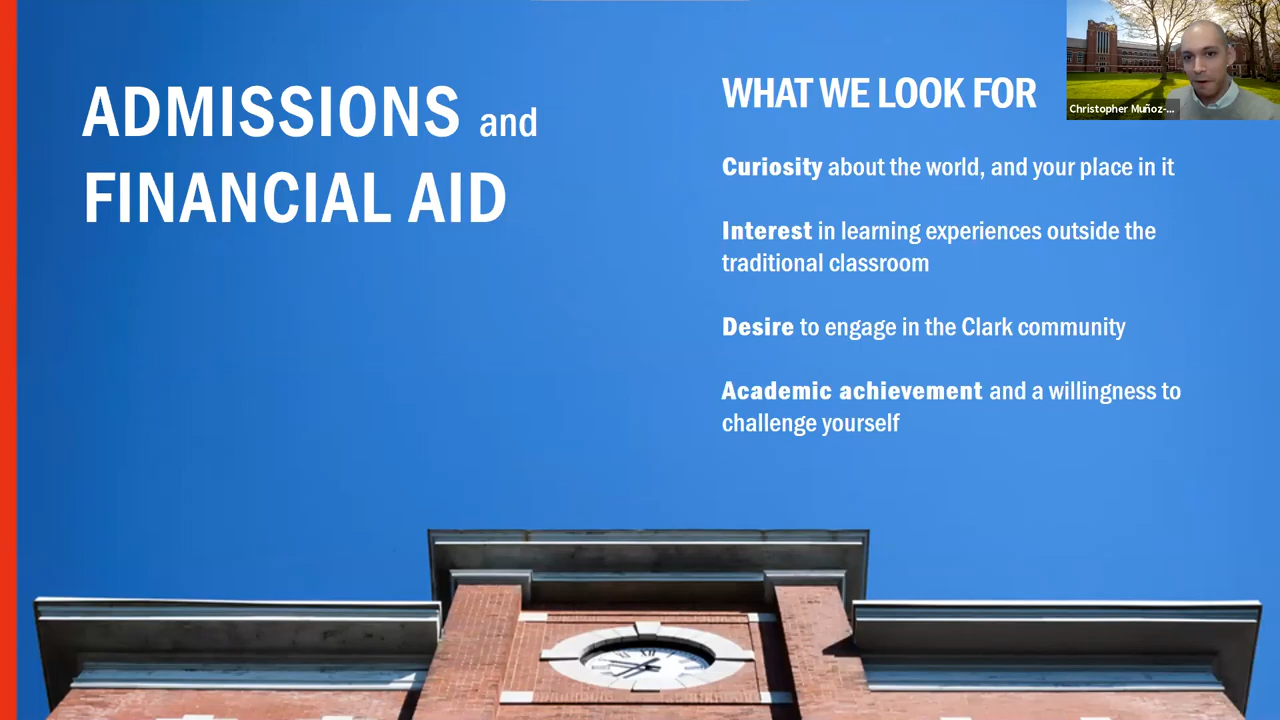 ADMISSIONS and
FINANCIAL AID
WHAT WE LOOK FOR
Curiosity about the world, and your place in it
Interest in learning experiences outside the
traditional classroom
Desire to engage in the Clark community
Academic achievement and a willingness to
challenge yourself
Christopher Muñoz-...
XII